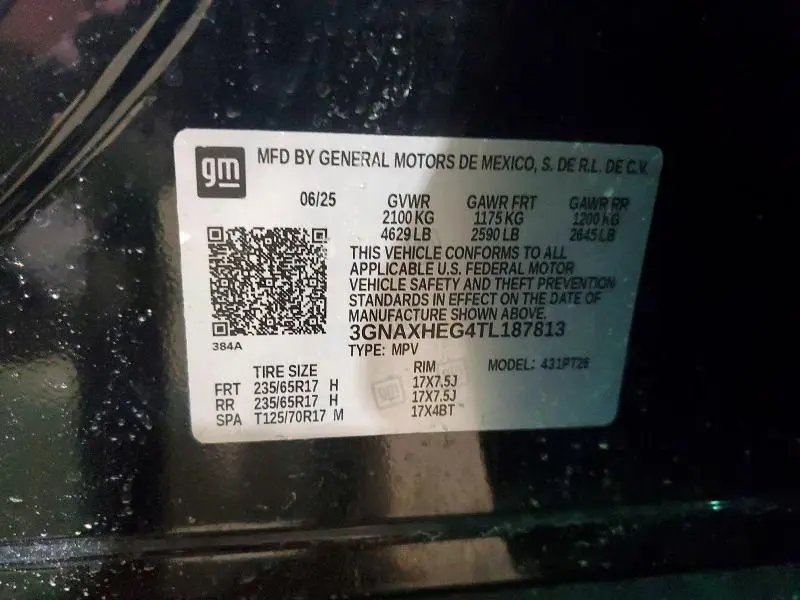 gm
MFD BY GENERAL MOTORS DE MEXICO, S. DE R.L. DE C.V.
06/25 GVWR GAWR FRT GAWR RR
2100 KG 1175 KG 1200 KG
4629 LB 2590 LB 2645 LB
THIS VEHICLE CONFORMS TO ALL
APPLICABLE U.S. FEDERAL MOTOR
VEHICLE SAFETY AND THEFT PREVENTION
STANDARDS IN EFFECT ON THE DATE OF
MANUFACTURE SHOWN ABOVE.
3GNAXHEG4TL187813
384A
TYPE: MPV
TIRE SIZE RIM MODEL: 431PT26
FRT 235/65R17 H 17X7.5J
RR 235/65R17 H 17X7.5J
SPA T125/70R17 M 17X4BT
gm